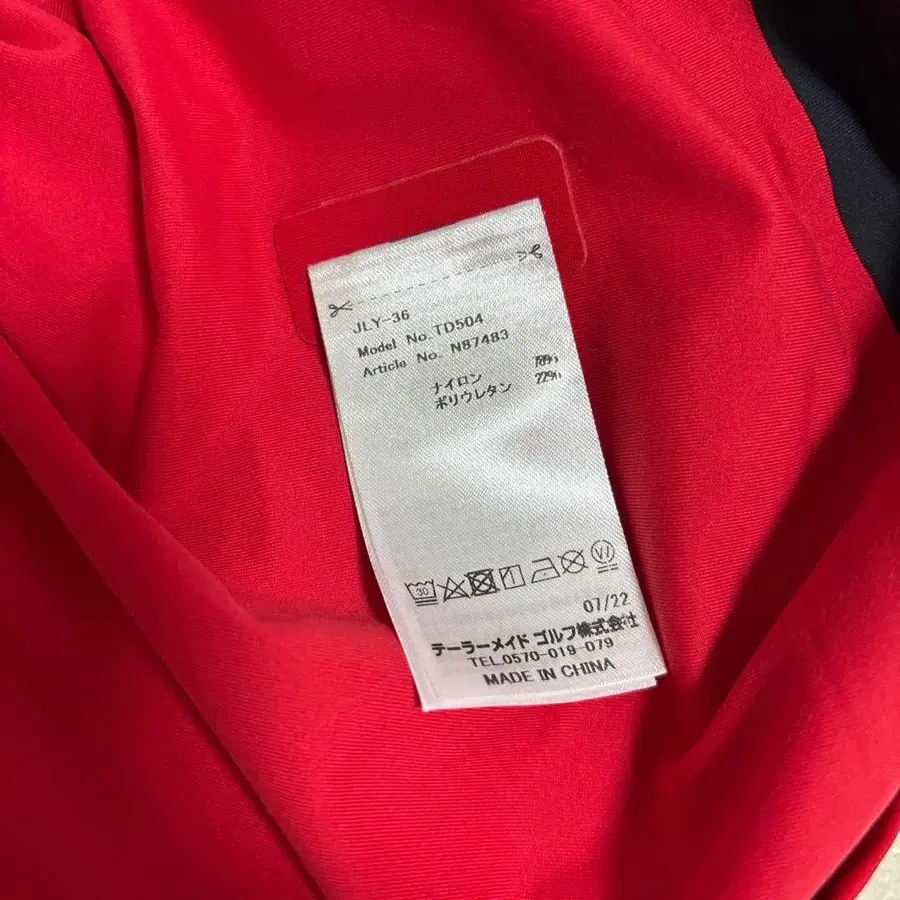 JLY-36
Model No. TD504
Article No. N87483
ナイロン 78%
ポリウレタン 22%
30
07/22
テーラーメイド ゴルフ株式会社
TEL.0570-019-079
MADE IN CHINA